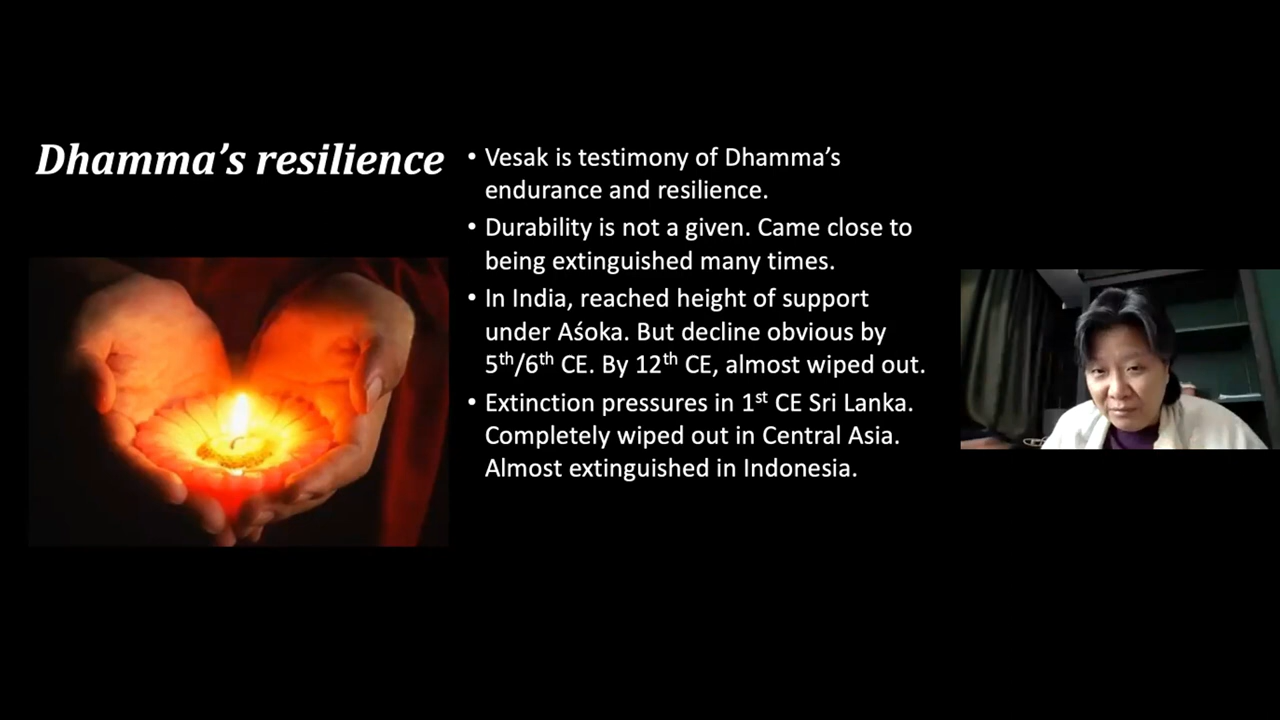 Dhamma’s resilience
• Vesak is testimony of Dhamma’s
endurance and resilience.
• Durability is not a given. Came close to
being extinguished many times.
• In India, reached height of support
under Aśoka. But decline obvious by
5th/6th CE. By 12th CE, almost wiped out.
• Extinction pressures in 1st CE Sri Lanka.
Completely wiped out in Central Asia.
Almost extinguished in Indonesia.